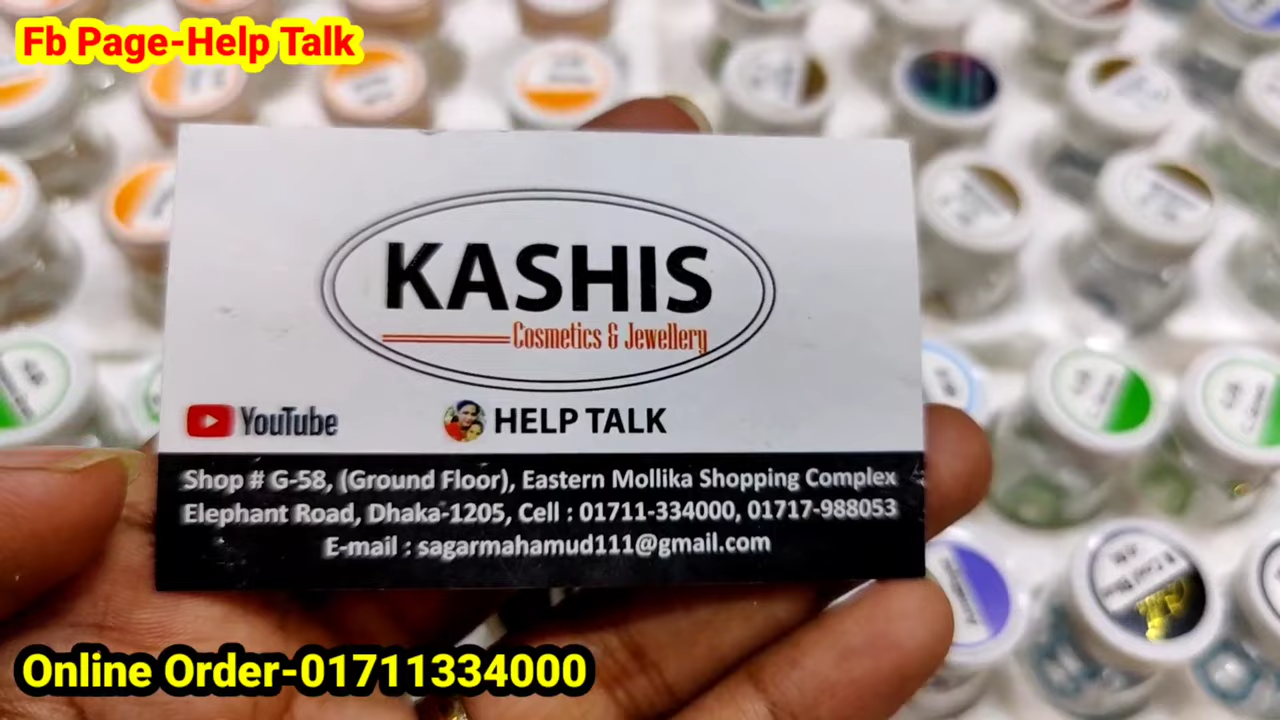 Fb Page-Help Talk
KASHIS
Cosmetics & Jewellery
YouTube
HELP TALK
Shop # G-58, (Ground Floor), Eastern Mollika Shopping Complex
Elephant Road, Dhaka-1205, Cell : 01711-334000, 01717-988053
E-mail : sagarmahamud111@gmail.com
Online Order-01711334000